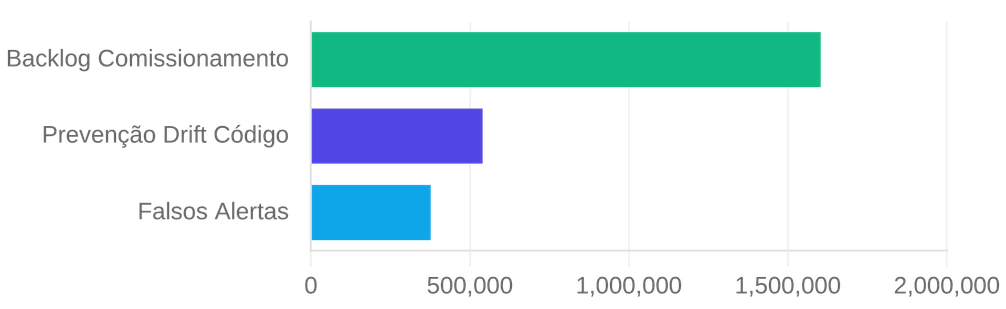 Backlog Comissionamento
Prevenção Drift Código
Falsos Alertas
0 500,000 1,000,000 1,500,000 2,000,000